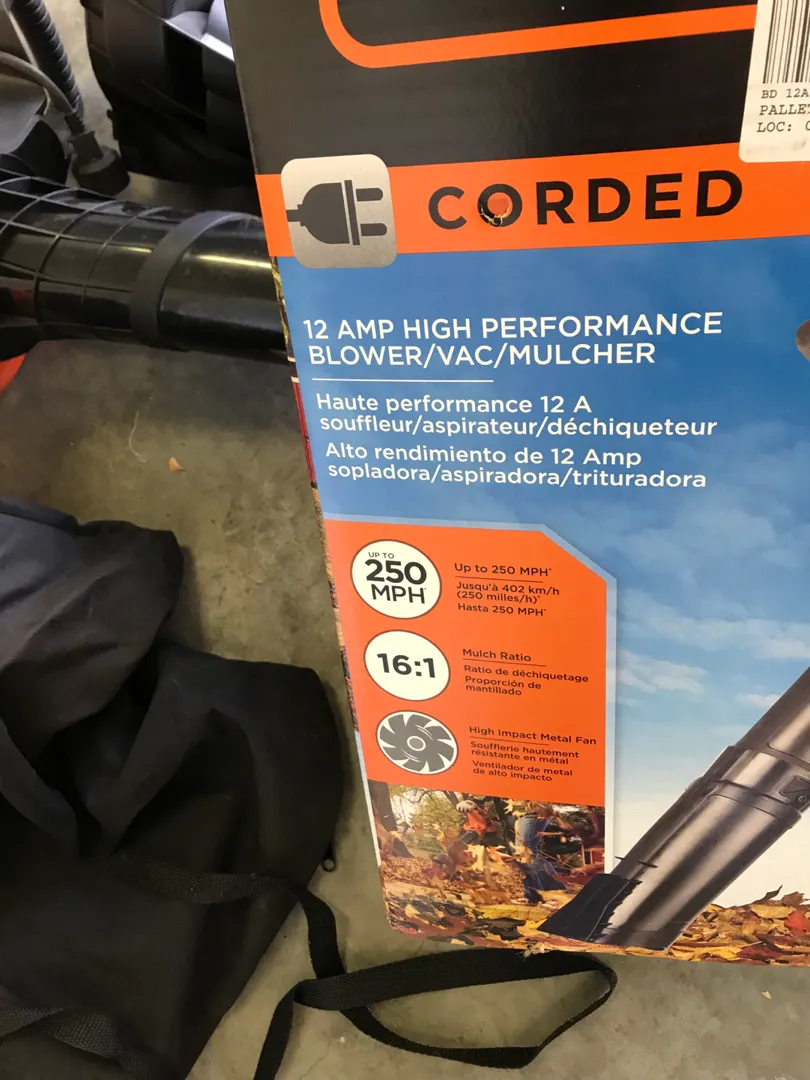 BD 12A
PALLET
LOC:
CORDED
12 AMP HIGH PERFORMANCE
BLOWER/VAC/MULCHER
Haute performance 12 A
souffleur/aspirateur/déchiqueteur
Alto rendimiento de 12 Amp
sopladora/aspiradora/trituradora
UP TO
250
MPH*
Up to 250 MPH*
Jusqu'à 402 km/h
(250 milles/h)*
Hasta 250 MPH*
16:1
Mulch Ratio
Ratio de déchiquetage
Proporción de
mantillado
High Impact Metal Fan
Soufflerie hautement
résistante en métal
Ventilador de metal
de alto impacto